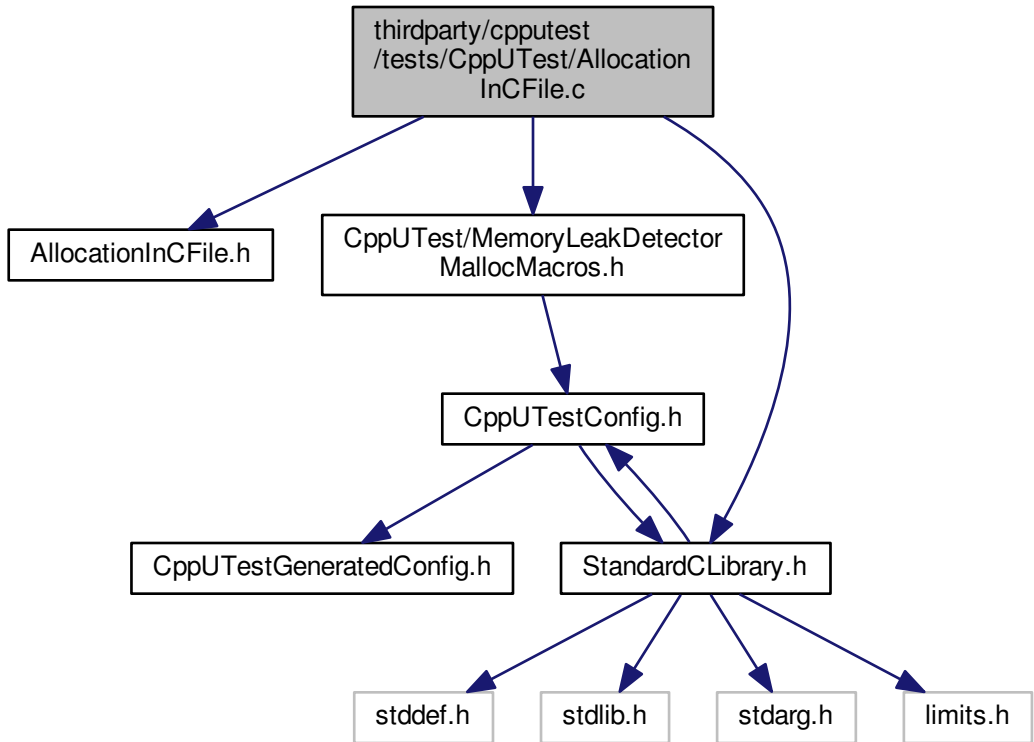 thirdparty/cpputest
/tests/CppUTest/Allocation
InCFile.c
AllocationInCFile.h
CppUTest/MemoryLeakDetector
MallocMacros.h
CppUTestConfig.h
CppUTestGeneratedConfig.h
StandardCLibrary.h
stddef.h
stdlib.h
stdarg.h
limits.h